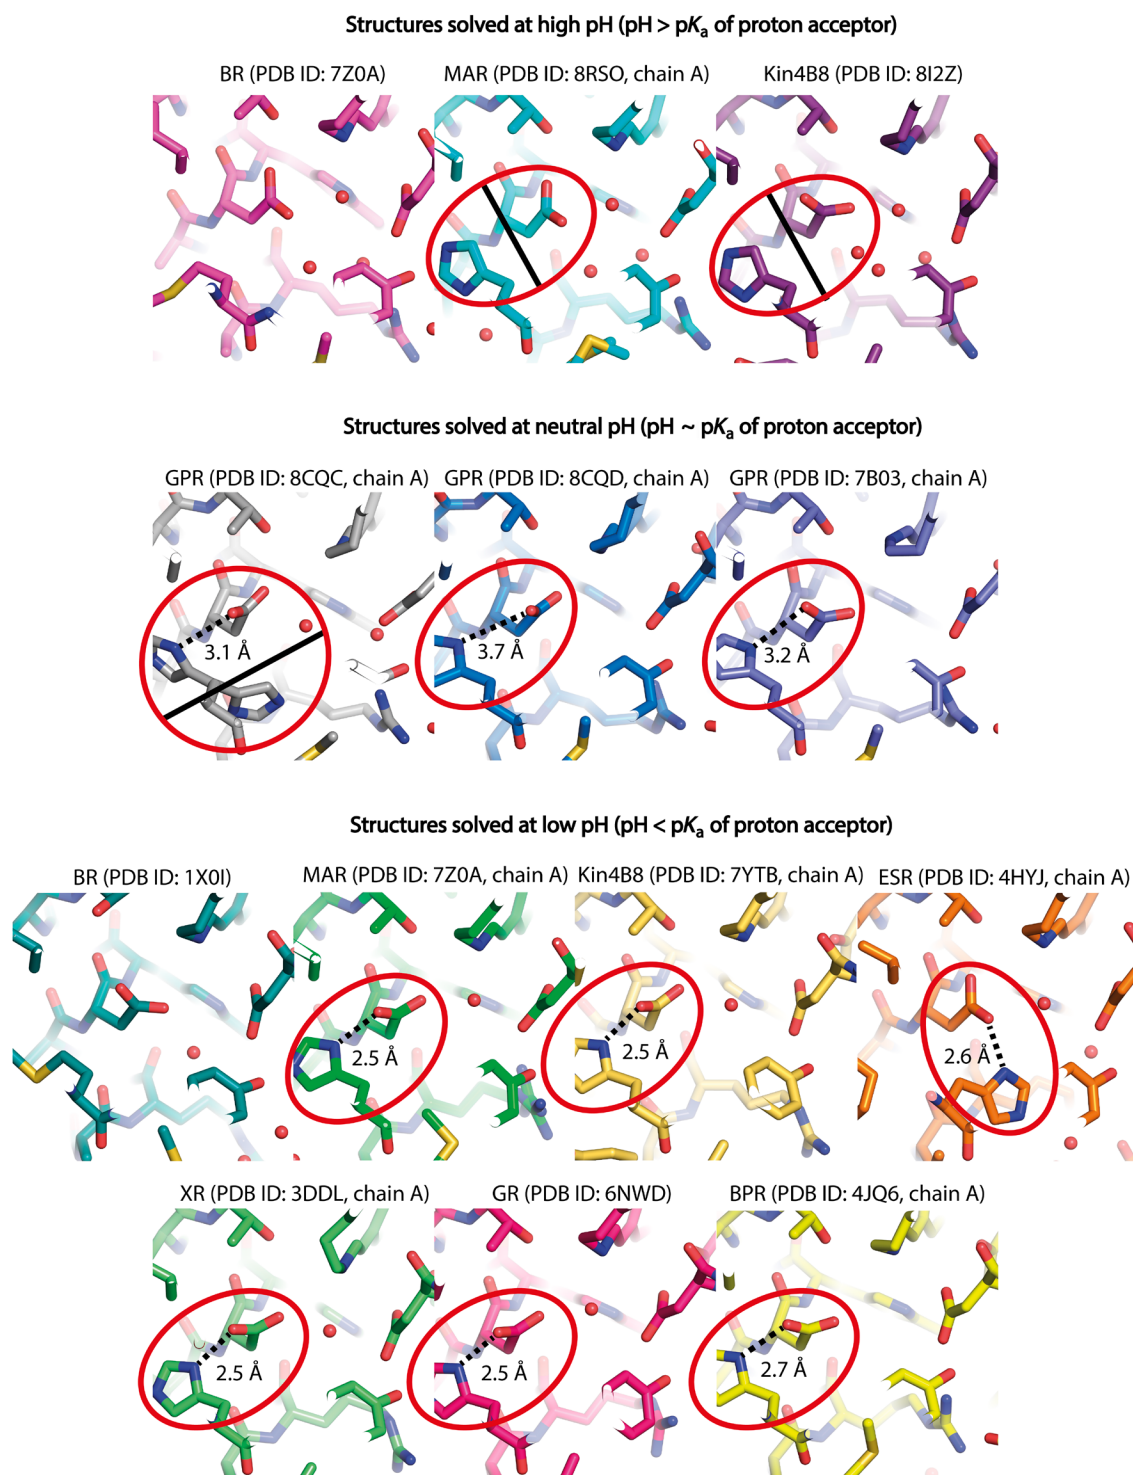 Structures solved at high pH (pH > pKa of proton acceptor)
BR (PDB ID: 7Z0A) MAR (PDB ID: 8RSO, chain A) Kin4B8 (PDB ID: 8I2Z)
Structures solved at neutral pH (pH ~ pKa of proton acceptor)
GPR (PDB ID: 8CQC, chain A) GPR (PDB ID: 8CQD, chain A) GPR (PDB ID: 7B03, chain A)
3.1 Å 3.7 Å 3.2 Å
Structures solved at low pH (pH < pKa of proton acceptor)
BR (PDB ID: 1X0I) MAR (PDB ID: 7Z0A, chain A) Kin4B8 (PDB ID: 7YTB, chain A) ESR (PDB ID: 4HYJ, chain A)
2.5 Å 2.5 Å 2.6 Å
XR (PDB ID: 3DDL, chain A) GR (PDB ID: 6NWD) BPR (PDB ID: 4JQ6, chain A)
2.5 Å 2.5 Å 2.7 Å